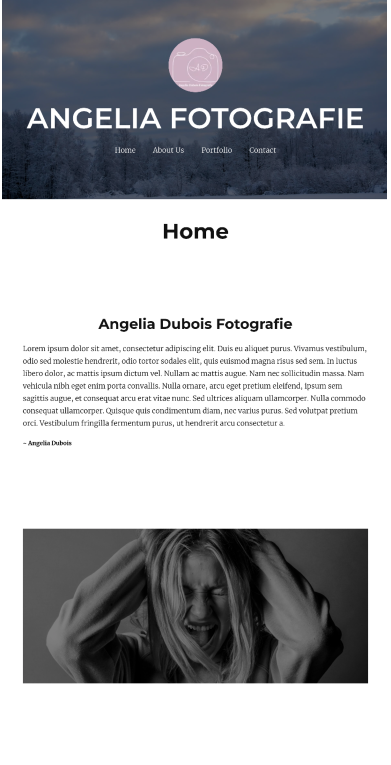 ANGELIA FOTOGRAFIE
Home
About Us
Portfolio
Contact
Home
Angelia Dubois Fotografie
Lorem ipsum dolor sit amet, consectetur adipiscing elit. Duis eu aliquet purus. Vivamus vestibulum,
odio sed molestie hendrerit, odio tortor sodales elit, quis euismod magna risus sed sem. In luctus
libero dolor, ac mattis ipsum dictum vel. Nullam ac mattis augue. Nam nec sollicitudin massa. Nam
vehicula nibh eget enim porta convallis. Nulla ornare, arcu eget pretium eleifend, ipsum sem
sagittis augue, et consequat arcu erat vitae nunc. Sed ultrices aliquam ullamcorper. Nulla commodo
consequat ullamcorper. Quisque quis condimentum diam, nec varius purus. Sed volutpat pretium
orci. Vestibulum fringilla fermentum purus, ut hendrerit arcu consectetur a.
~ Angelia Dubois